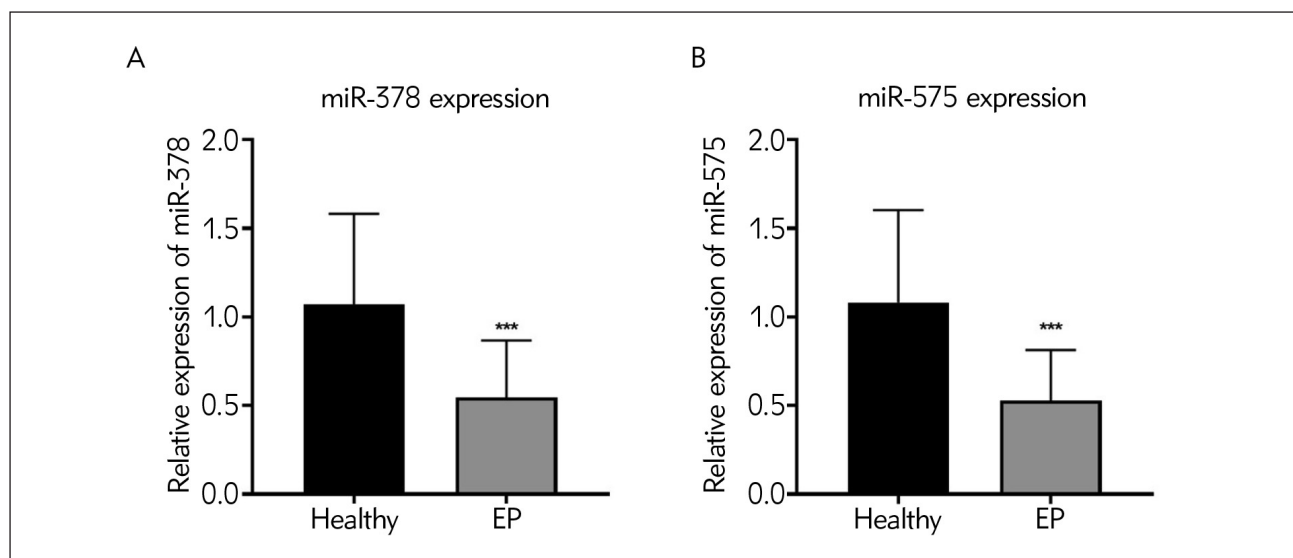 A
miR-378 expression
Relative expression of miR-378
2.0
1.5
1.0
0.5
0.0
***
Healthy
EP
B
miR-575 expression
Relative expression of miR-575
2.0
1.5
1.0
0.5
0.0
***
Healthy
EP